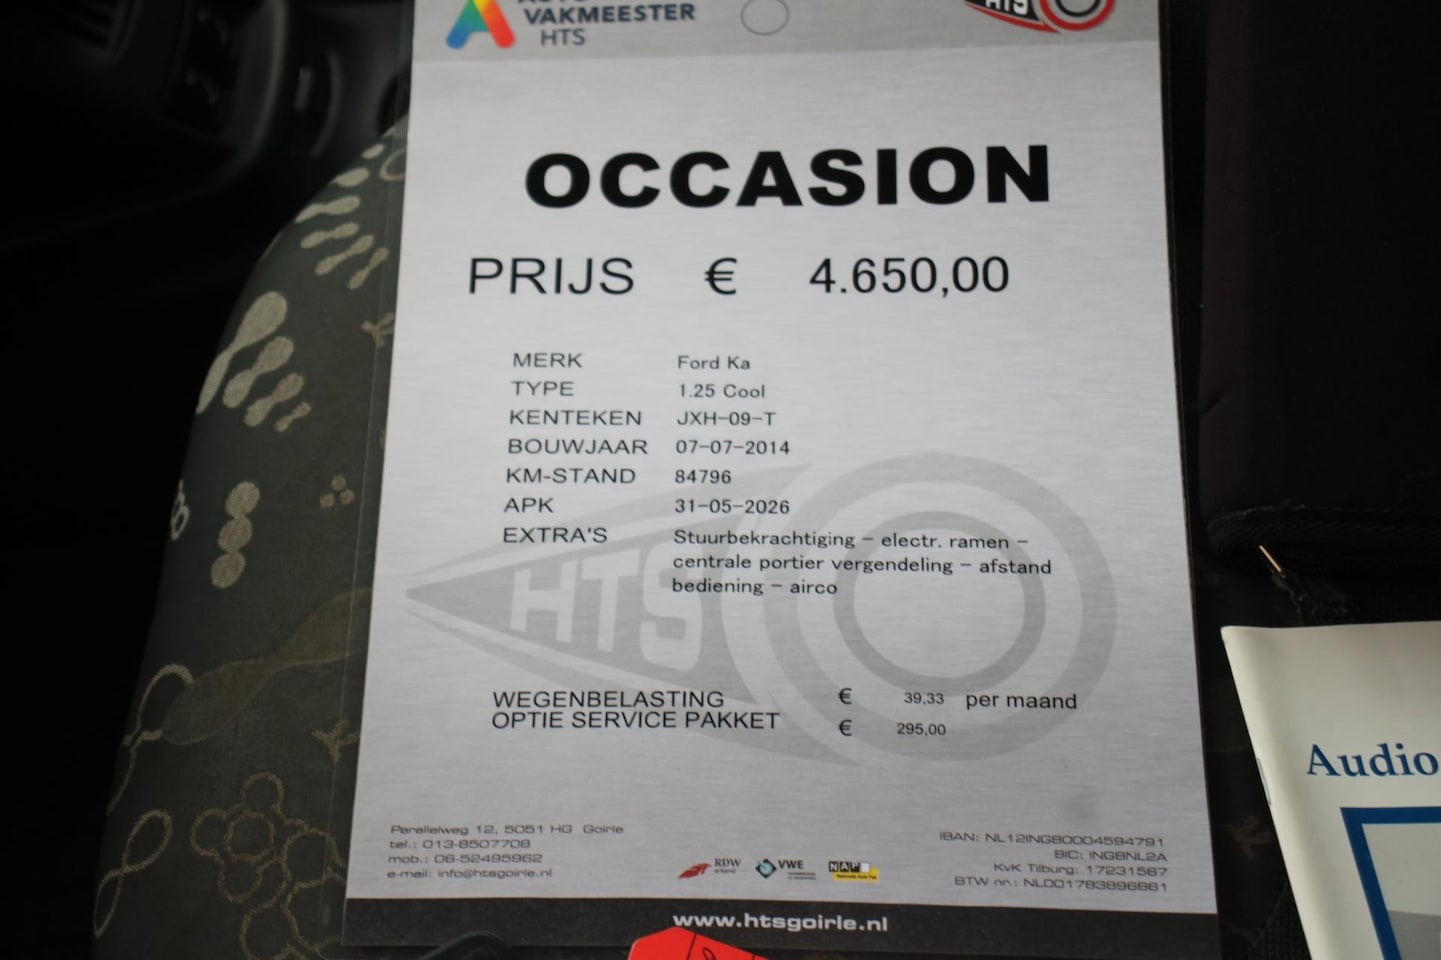 VAKMEESTER
HTS
HTS
OCCASION
PRIJS € 4.650,00
MERK Ford Ka
TYPE 1.25 Cool
KENTEKEN JXH-09-T
BOUWJAAR 07-07-2014
KM-STAND 84796
APK 31-05-2026
EXTRA'S Stuurbekrachtiging - electr. ramen -
centrale portier vergendeling - afstand
bediening - airco
HTS
WEGENBELASTING € 39,33 per maand
OPTIE SERVICE PAKKET € 295,00
Parallelweg 12, 5051 HG Goirle
tel.: 013-8507708
mob.: 06-52495962
e-mail: info@htsgoirle.nl
RDW
VWE
NAP
IBAN: NL12INGB0004594791
BIC: INGBNL2A
KvK Tilburg: 17231567
BTW nr.: NL001783896861
www.htsgoirle.nl
Audio